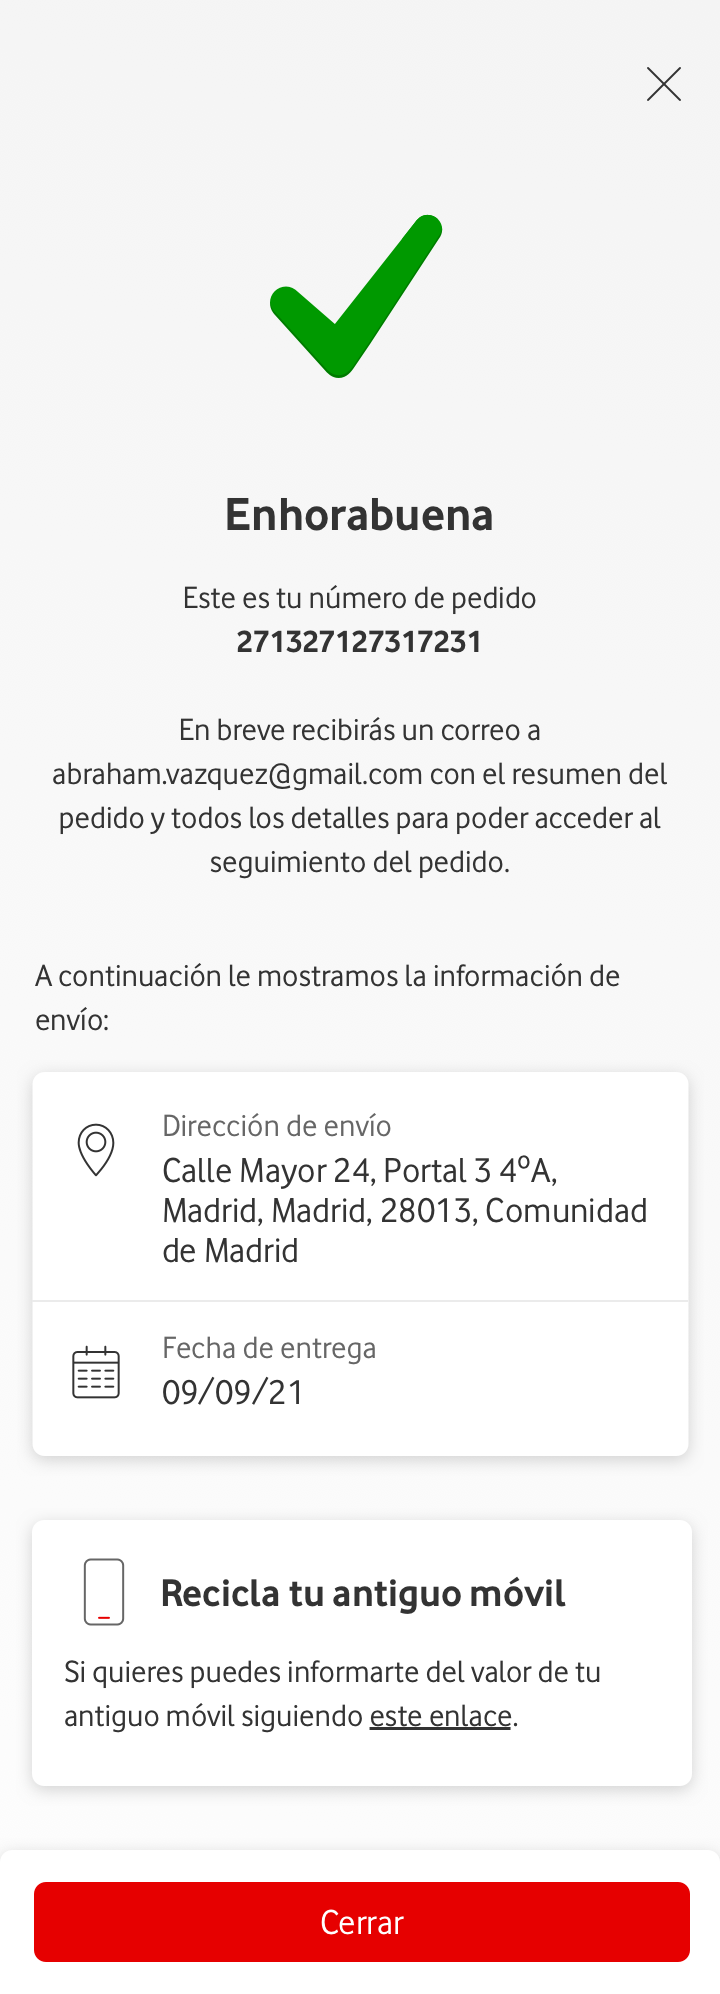 Enhorabuena
Este es tu número de pedido
271327127317231
En breve recibirás un correo a
abraham.vazquez@gmail.com con el resumen del
pedido y todos los detalles para poder acceder al
seguimiento del pedido.
A continuación le mostramos la información de
envío:
Dirección de envío
Calle Mayor 24, Portal 3 4ºA,
Madrid, Madrid, 28013, Comunidad
de Madrid
Fecha de entrega
09/09/21
Recicla tu antiguo móvil
Si quieres puedes informarte del valor de tu
antiguo móvil siguiendo este enlace.
Cerrar